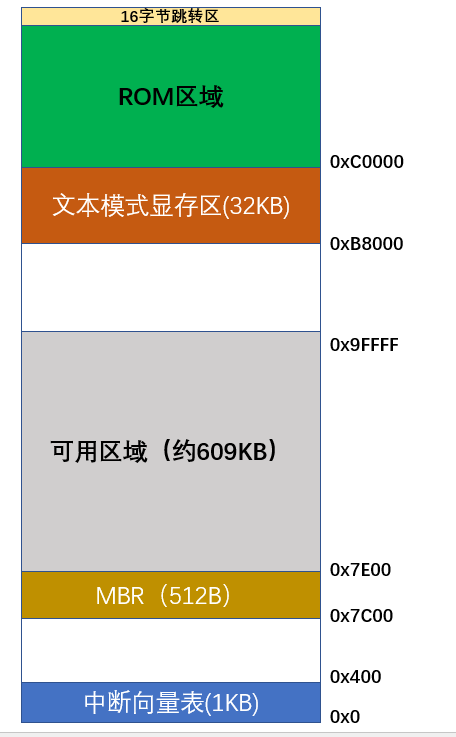 16字节跳转区
ROM区域
0xC0000
文本模式显存区(32KB)
0xB8000
0x9FFFF
可用区域（约609KB）
0x7E00
MBR（512B）
0x7C00
0x400
中断向量表(1KB)
0x0